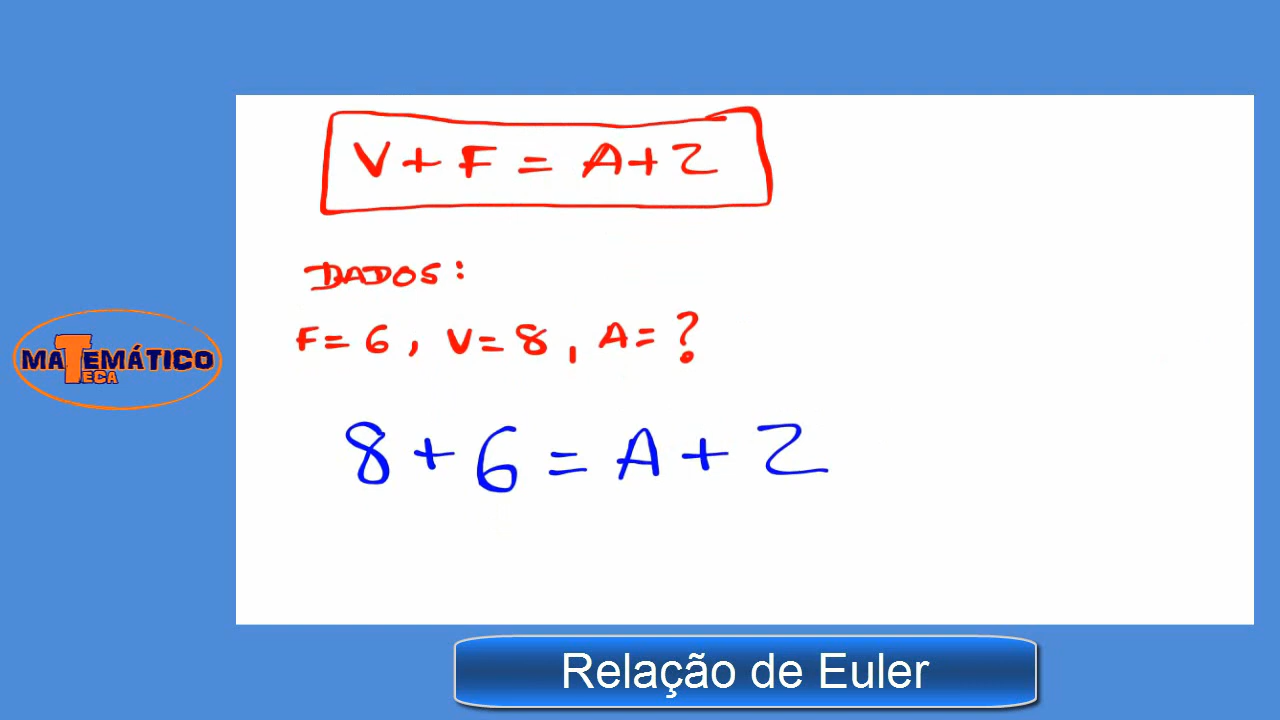 V + F = A + 2
DADOS:
F = 6, V = 8, A = ?
MATEMÁTICO
TECA
8 + 6 = A + 2
Relação de Euler